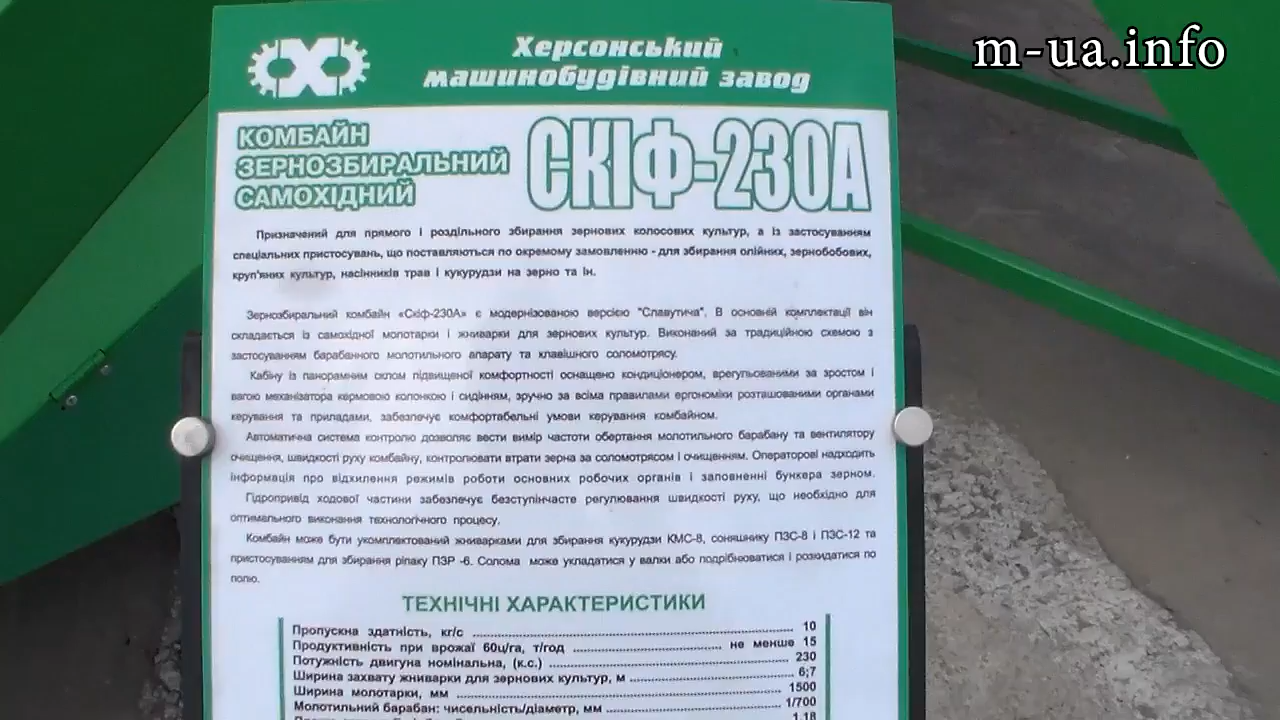 m-ua.info
Херсонський
машинобудівний завод
КОМБАЙН
ЗЕРНОЗБИРАЛЬНИЙ
САМОХІДНИЙ
СКІФ-230А
Призначений для прямого і роздільного збирання зернових колосових культур, а із застосуванням
спеціальних пристосувань, що поставляються по окремому замовленню - для збирання олійних, зернобобових,
круп'яних культур, насінників трав і кукурудзи на зерно та ін.
Зернозбиральний комбайн «Скіф-230А» є модернізованою версією "Славутича". В основній комплектації він
складається із самохідної молотарки і жниварки для зернових культур. Виконаний за традиційною схемою з
застосуванням барабанного молотильного апарату та клавішного соломотрясу.
Кабіну із панорамним склом підвищеної комфортності оснащено кондиціонером, врегульованими за зростом і
вагою механізатора кермовою колонкою і сидінням, зручно за всіма правилами ергономіки розташованими органами
керування та приладами, забезпечує комфортабельні умови керування комбайном.
Автоматична система контролю дозволяє вести вимір частоти обертання молотильного барабану та вентилятору
очищення, швидкості руху комбайну, контролювати втрати зерна за соломотрясом і очищенням. Операторові надходить
інформація про відхилення режимів роботи основних робочих органів і заповненні бункера зерном.
Гідропривід ходової частини забезпечує безступінчасте регулювання швидкості руху, що необхідно для
оптимального виконання технологічного процесу.
Комбайн може бути укомплектований жниварками для збирання кукурудзи КМС-8, соняшнику ПЗС-8 і ПЗС-12 та
пристосуванням для збирання ріпаку ПЗР -6. Солома може укладатися у валки або подрібнюватися і розкидатися по
полю.
ТЕХНІЧНІ ХАРАКТЕРИСТИКИ
Пропускна здатність, кг/с ... 10
Продуктивність при врожаї 60ц/га, т/год ... не менше 15
Потужність двигуна номінальна, (к.с.) ... 230
Ширина захвату жниварки для зернових культур, м ... 6;7
Ширина молотарки, мм ... 1500
Молотильний барабан: чисельність/діаметр, мм ... 1/700
1,18